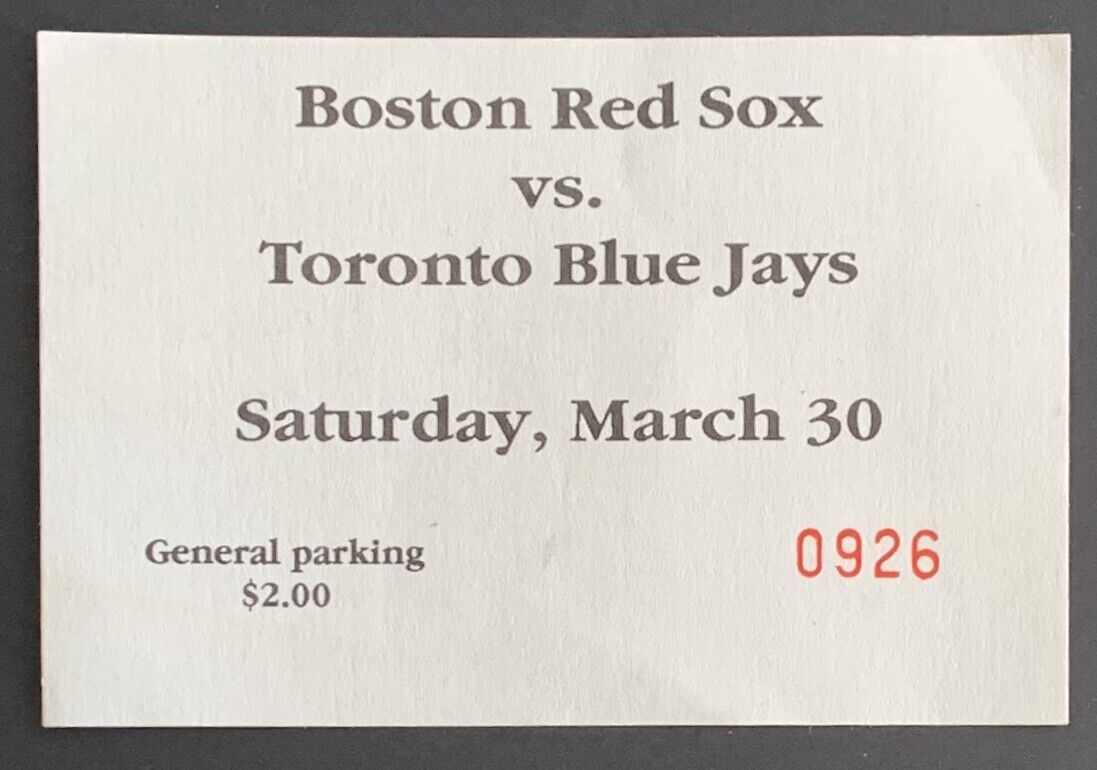 Boston Red Sox
vs.
Toronto Blue Jays
Saturday, March 30
General parking
$2.00
0926